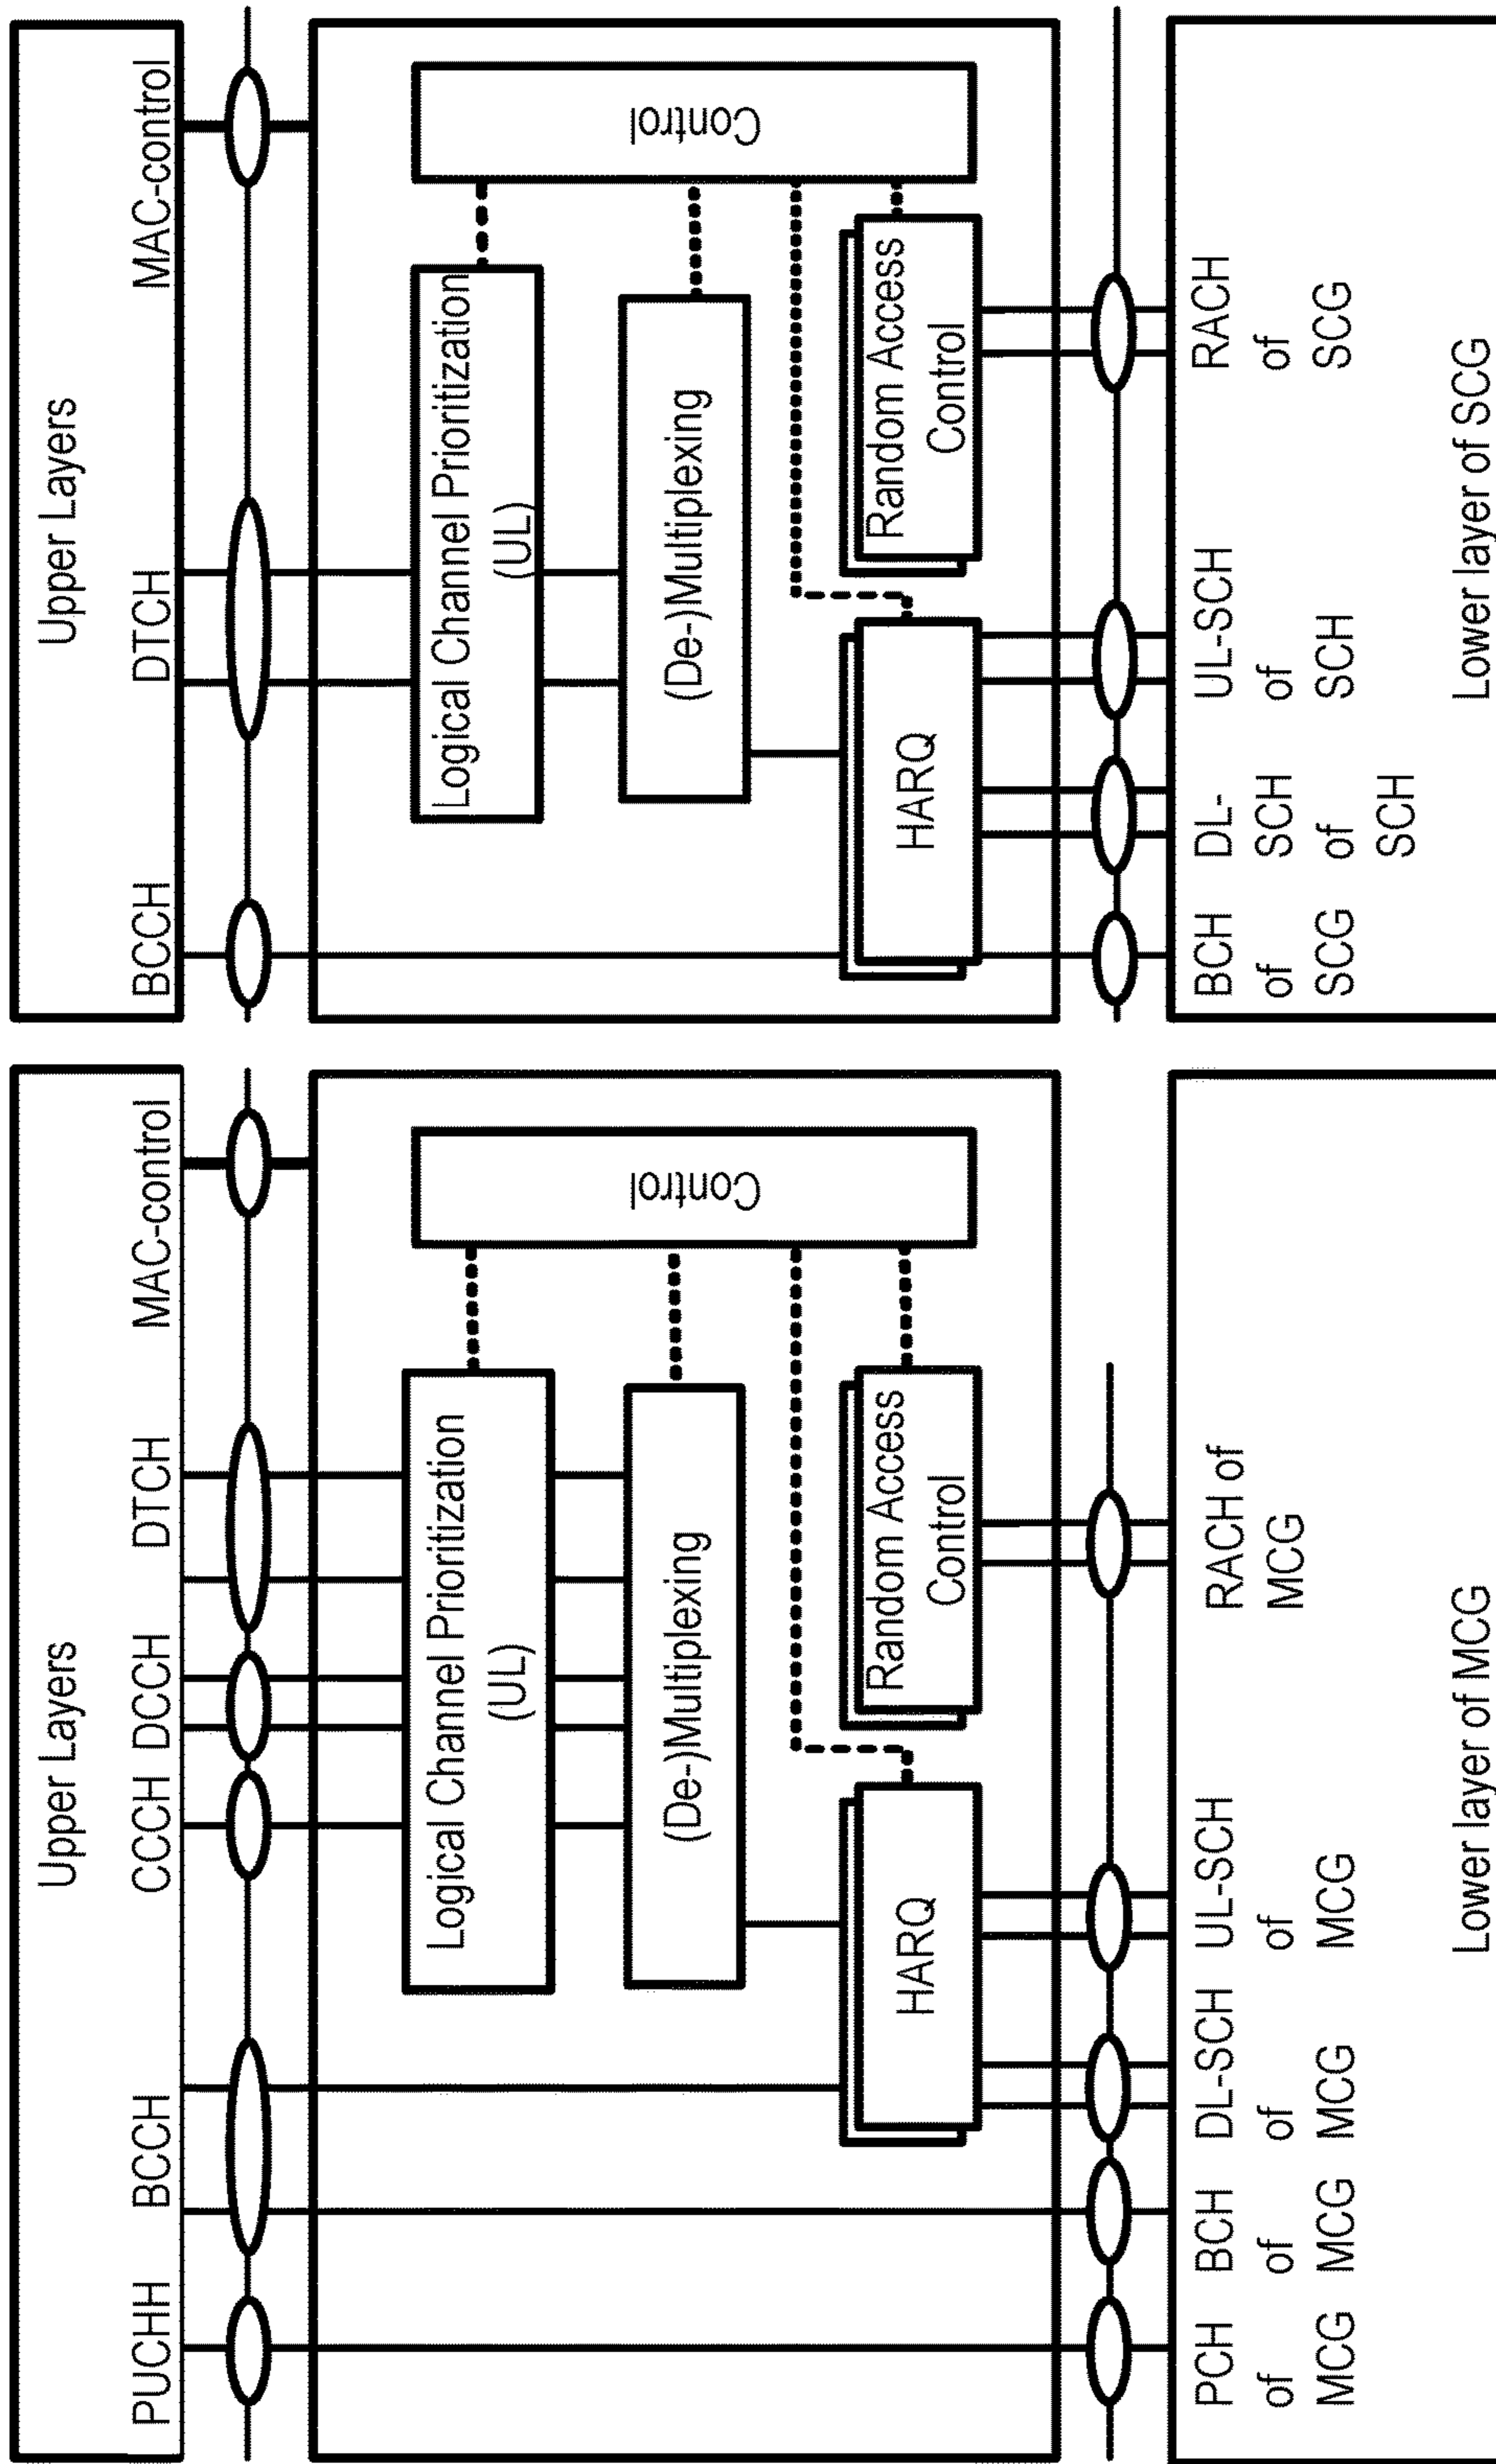 Upper Layers
PUCHH
BCCH
CCCH
DCCH
DTCH
MAC-control
Logical Channel Prioritization
(UL)
(De-)Multiplexing
HARQ
Random Access
Control
Control
PCH
of
MCG
BCH
of
MCG
DL-SCH
of
MCG
UL-SCH
of
MCG
RACH of
MCG
Lower layer of MCG
Upper Layers
BCCH
DTCH
MAC-control
Logical Channel Prioritization
(UL)
(De-)Multiplexing
HARQ
Random Access
Control
Control
BCH
of
SCG
DL-
SCH
of
SCH
UL-SCH
of
SCH
RACH
of
SCG
Lower layer of SCG